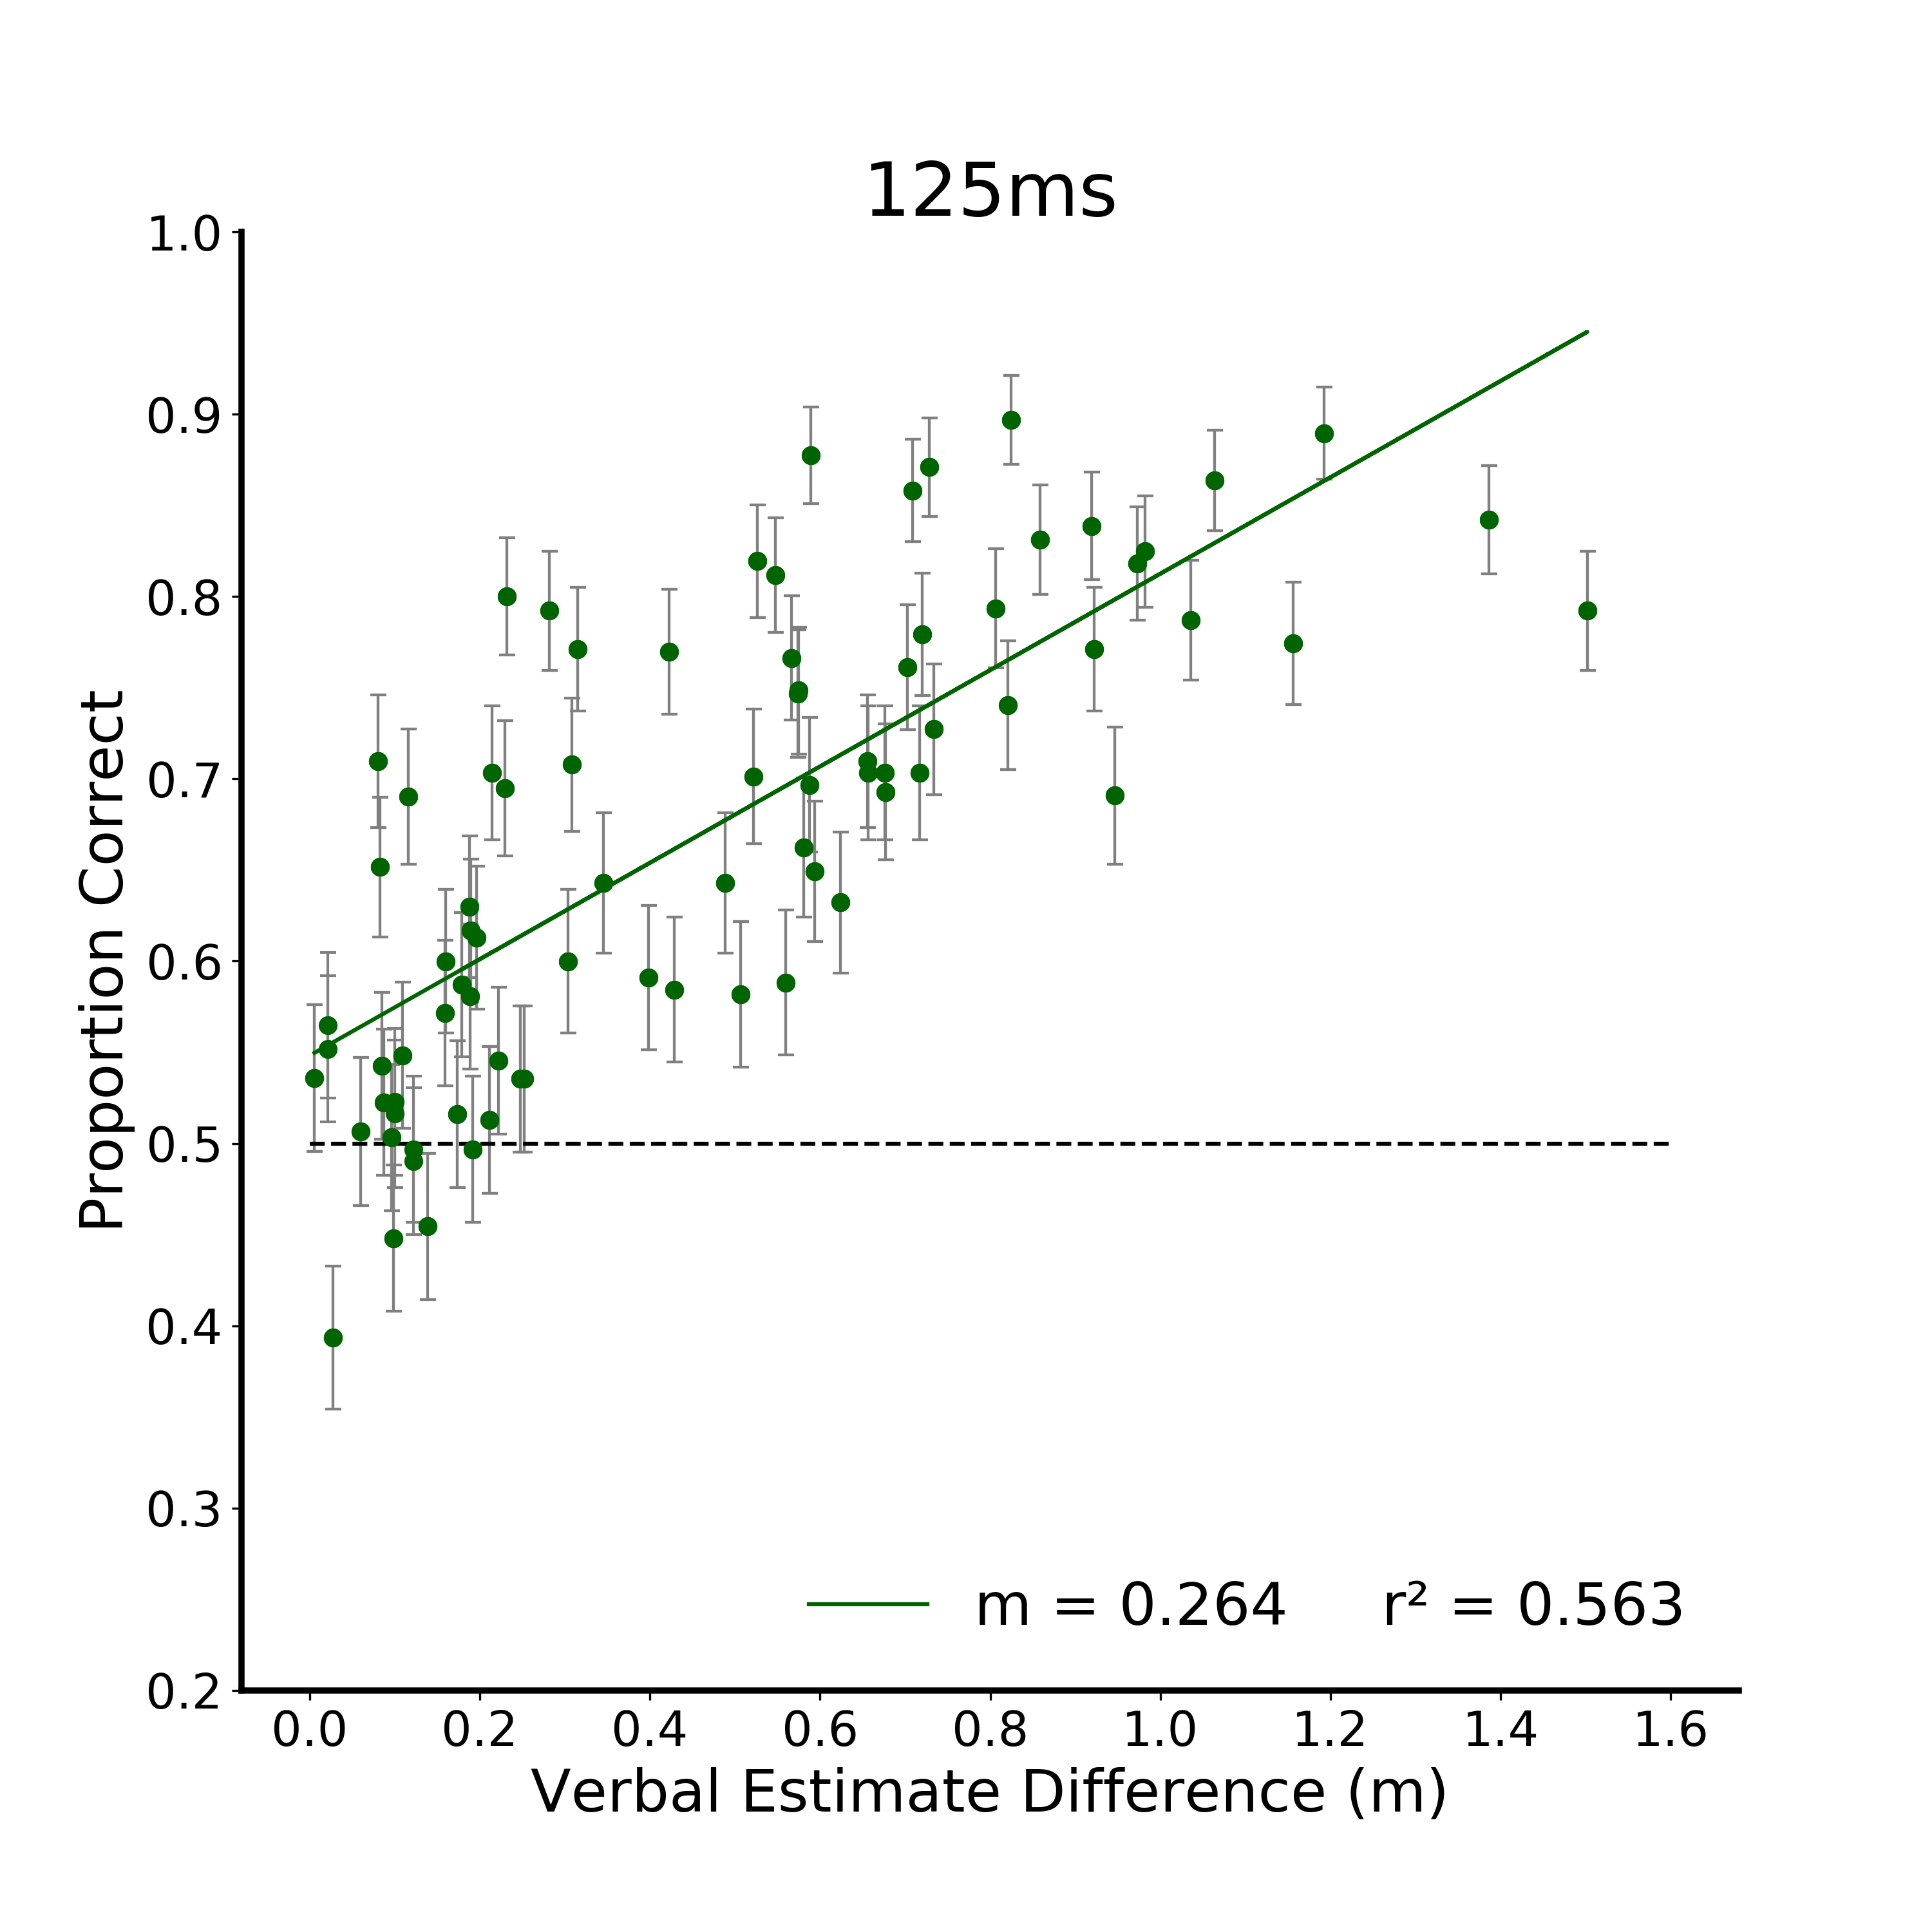 125ms
1.0
0.9
0.8
0.7
0.6
0.5
0.4
0.3
0.2
Proportion Correct
m = 0.264 r² = 0.563
0.0 0.2 0.4 0.6 0.8 1.0 1.2 1.4 1.6
Verbal Estimate Difference (m)